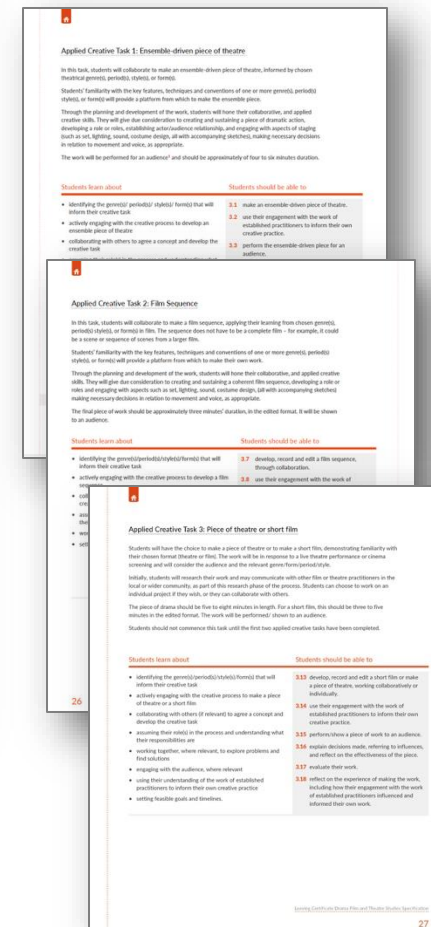 Applied Creative Task 1: Ensemble-driven piece of theatre
In this task, students will collaborate to make an ensemble-driven piece of theatre, informed by chosen
theatrical genre(s), period(s), style(s), or form(s).
Students' familiarity with the key features, techniques and conventions of one or more genre(s), period(s)
style(s), or form(s) will provide a platform from which to make the ensemble piece.
Through the planning and development of the work, students will hone their collaborative, and applied
creative skills. They will give due consideration to creating and sustaining a piece of dramatic action,
developing a role or roles, establishing actor/audience relationship, and engaging with aspects of staging
(such as set, lighting, sound, costume design, all with accompanying sketches), making necessary decisions
in relation to movement and voice, as appropriate.
The work will be performed for an audience³ and should be approximately of four to six minutes duration.
Students learn about
• identifying the genre(s)/ period(s)/ style(s)/ form(s) that will
inform their creative task
• actively engaging with the creative process to develop an
ensemble piece of theatre
• collaborating with others to agree a concept and develop the
creative task
Students should be able to
3.1 make an ensemble-driven piece of theatre.
3.2 use their engagement with the work of
established practitioners to inform their own
creative practice.
3.3 perform the ensemble-driven piece for an
audience.
Applied Creative Task 2: Film Sequence
In this task, students will collaborate to make a film sequence, applying their learning from chosen genre(s),
period(s) style(s), or form(s) in film. The sequence does not have to be a complete film – for example, it could
be a scene or sequence of scenes from a larger film.
Students' familiarity with the key features, techniques and conventions of one or more genre(s), period(s)
style(s), or form(s) will provide a platform from which to make their own work.
Through the planning and development of the work, students will hone their collaborative, and applied creative
skills. They will give due consideration to creating and sustaining a coherent film sequence, developing a role or
roles and engaging with aspects such as set, lighting, sound, costume design, (all with accompanying sketches)
making necessary decisions in relation to movement and voice, as appropriate.
The final piece of work should be approximately three minutes' duration, in the edited format. It will be shown
to an audience.
Students learn about
• identifying the genre(s)/period(s)/style(s)/form(s) that will
inform their creative task
• actively engaging with the creative process to develop a film
Students should be able to
3.7 develop, record and edit a film sequence,
through collaboration.
3.8 use their engagement with the work of
26
Applied Creative Task 3: Piece of theatre or short film
Students will have the choice to make a piece of theatre or to make a short film, demonstrating familiarity with
their chosen format (theatre or film). The work will be in response to a live theatre performance or cinema
screening and will consider the audience and the relevant genre/form/period/style.
Initially, students will research their work and may communicate with other film or theatre practitioners in the
local or wider community, as part of this research phase of the process. Students can choose to work on an
individual project if they wish, or they can collaborate with others.
The piece of drama should be five to eight minutes in length. For a short film, this should be three to five
minutes in the edited format. The work will be performed/ shown to an audience.
Students should not commence this task until the first two applied creative tasks have been completed.
Students learn about
• identifying the genre(s)/period(s)/style(s)/form(s) that will
inform their creative task
• actively engaging with the creative process to make a piece
of theatre or a short film
• collaborating with others (if relevant) to agree a concept and
develop the creative task
• assuming their role(s) in the process and understanding what
their responsibilities are
• working together, where relevant, to explore problems and
find solutions
• engaging with the audience, where relevant
• using their understanding of the work of established
practitioners to inform their own creative practice
• setting feasible goals and timelines.
Students should be able to
3.13 develop, record and edit a short film or make
a piece of theatre, working collaboratively or
individually.
3.14 use their engagement with the work of
established practitioners to inform their own
creative practice.
3.15 perform/show a piece of work to an audience.
3.16 explain decisions made, referring to influences,
and reflect on the effectiveness of the piece.
3.17 evaluate their work.
3.18 reflect on the experience of making the work,
including how their engagement with the work
of established practitioners influenced and
informed their own work.
Leaving Certificate Drama Film and Theatre Studies Specification
27